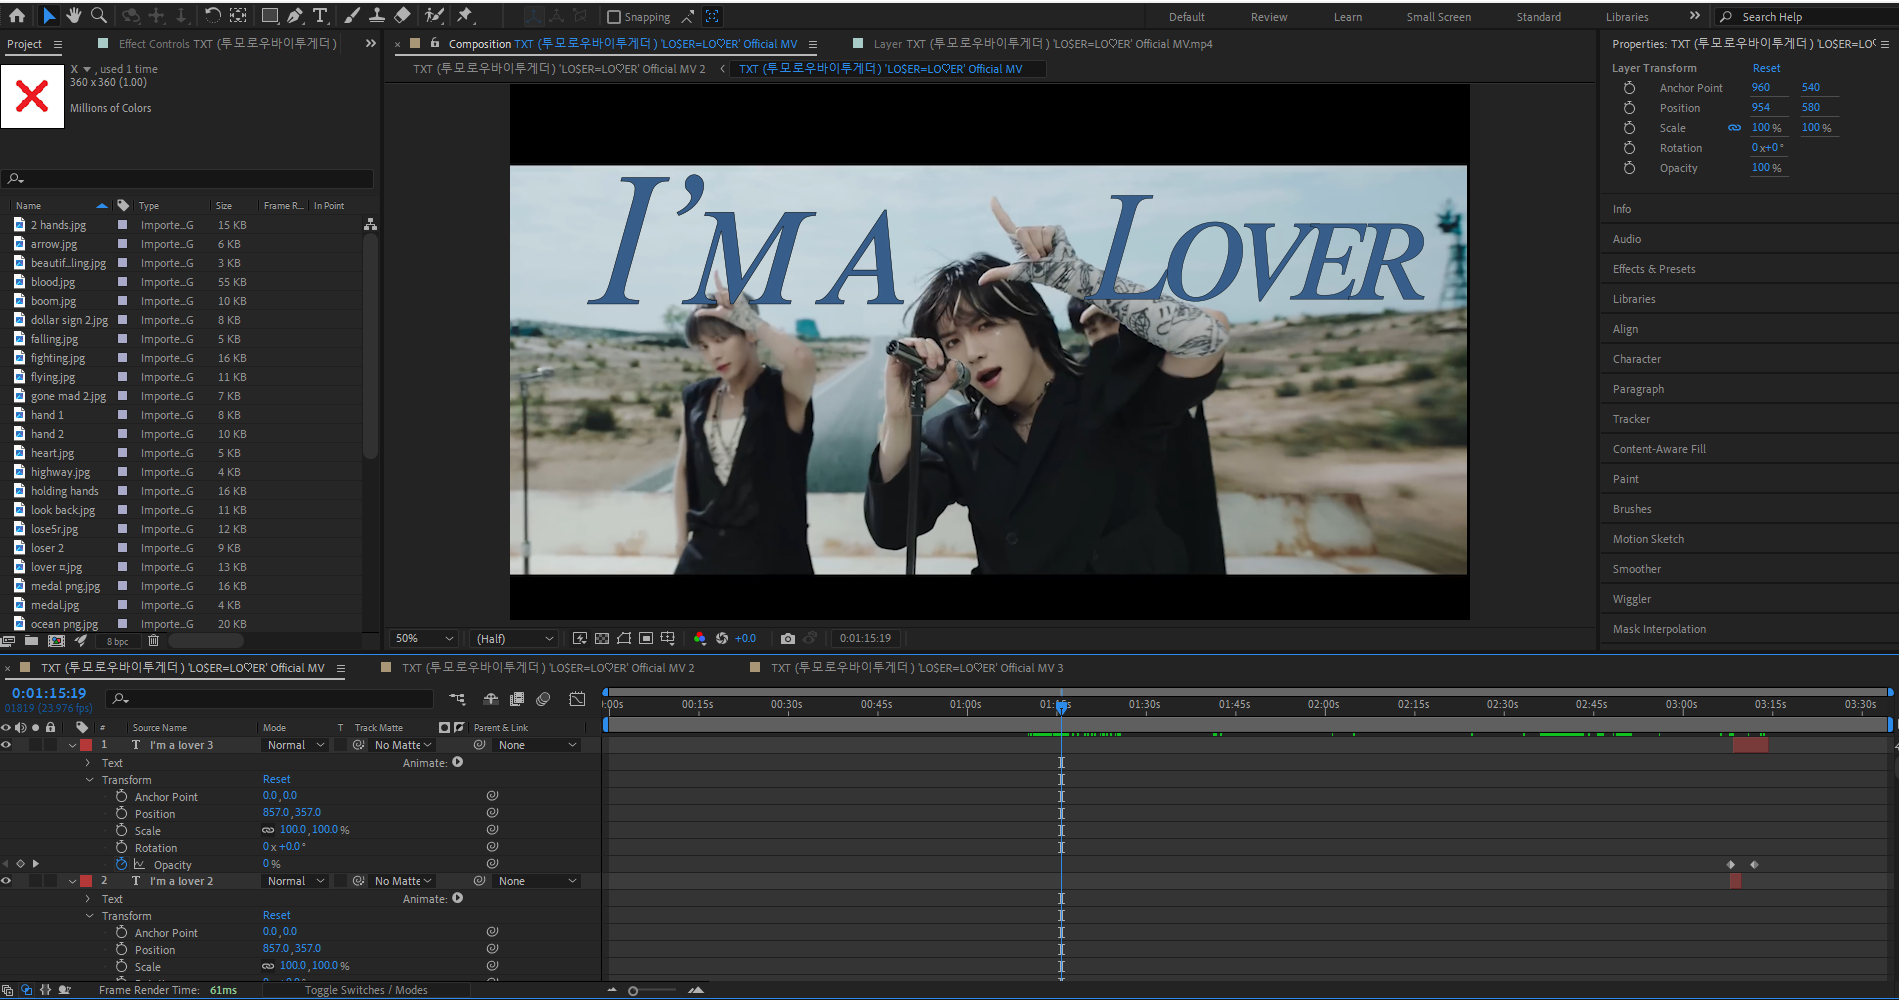 Snapping
Default
Review
Learn
Small Screen
Standard
Libraries
Search Help
Project
Effect Controls TXT (투모로우바이투게더)
Composition TXT (투모로우바이투게더) 'LO$ER=LO♡ER' Official MV
Layer TXT (투모로우바이투게더) 'LO$ER=LO♡ER' Official MV.mp4
Properties: TXT (투모로우바이투게더) 'LO$ER=LO♡
X , used 1 time
360 x 360 (1.00)
Millions of Colors
TXT (투모로우바이투게더) 'LO$ER=LO♡ER' Official MV 2
TXT (투모로우바이투게더) 'LO$ER=LO♡ER' Official MV
Layer Transform Reset
Anchor Point 960 540
Position 954 580
Scale 100 % 100 %
Rotation 0x+0°
Opacity 100 %
Info
Audio
Effects & Presets
Libraries
Align
Character
Paragraph
Tracker
Content-Aware Fill
Paint
Brushes
Motion Sketch
Smoother
Wiggler
Mask Interpolation
I'M A LOVER
Name Type Size Frame R... In Point
2 hands.jpg Importe...G 15 KB
arrow.jpg Importe...G 6 KB
beautif...ling.jpg Importe...G 3 KB
blood.jpg Importe...G 55 KB
boom.jpg Importe...G 10 KB
dollar sign 2.jpg Importe...G 8 KB
falling.jpg Importe...G 5 KB
fighting.jpg Importe...G 16 KB
flying.jpg Importe...G 11 KB
gone mad 2.jpg Importe...G 7 KB
hand 1 Importe...G 8 KB
hand 2 Importe...G 10 KB
heart.jpg Importe...G 5 KB
highway.jpg Importe...G 4 KB
holding hands Importe...G 16 KB
look back.jpg Importe...G 11 KB
lose5r.jpg Importe...G 12 KB
loser 2 Importe...G 9 KB
lover ¤.jpg Importe...G 13 KB
medal png.jpg Importe...G 16 KB
medal.jpg Importe...G 4 KB
ocean png.jpg Importe...G 20 KB
8 bpc
50% (Half) +0.0 0:01:15:19
TXT (투모로우바이투게더) 'LO$ER=LO♡ER' Official MV
TXT (투모로우바이투게더) 'LO$ER=LO♡ER' Official MV 2
TXT (투모로우바이투게더) 'LO$ER=LO♡ER' Official MV 3
0:01:15:19
01819 (23.976 fps)
:00s 00:15s 00:30s 00:45s 01:00s 01:15s 01:30s 01:45s 02:00s 02:15s 02:30s 02:45s 03:00s 03:15s 03:30s
# Source Name Mode T Track Matte Parent & Link
1 T I'm a lover 3 Normal No Matte None
Text Animate:
Transform Reset
Anchor Point 0.0,0.0
Position 857.0,357.0
Scale 100.0,100.0 %
Rotation 0x+0.0°
Opacity 0 %
2 T I'm a lover 2 Normal No Matte None
Text Animate:
Transform Reset
Anchor Point 0.0,0.0
Position 857.0,357.0
Scale 100.0,100.0 %
Frame Render Time: 61ms
Toggle Switches / Modes